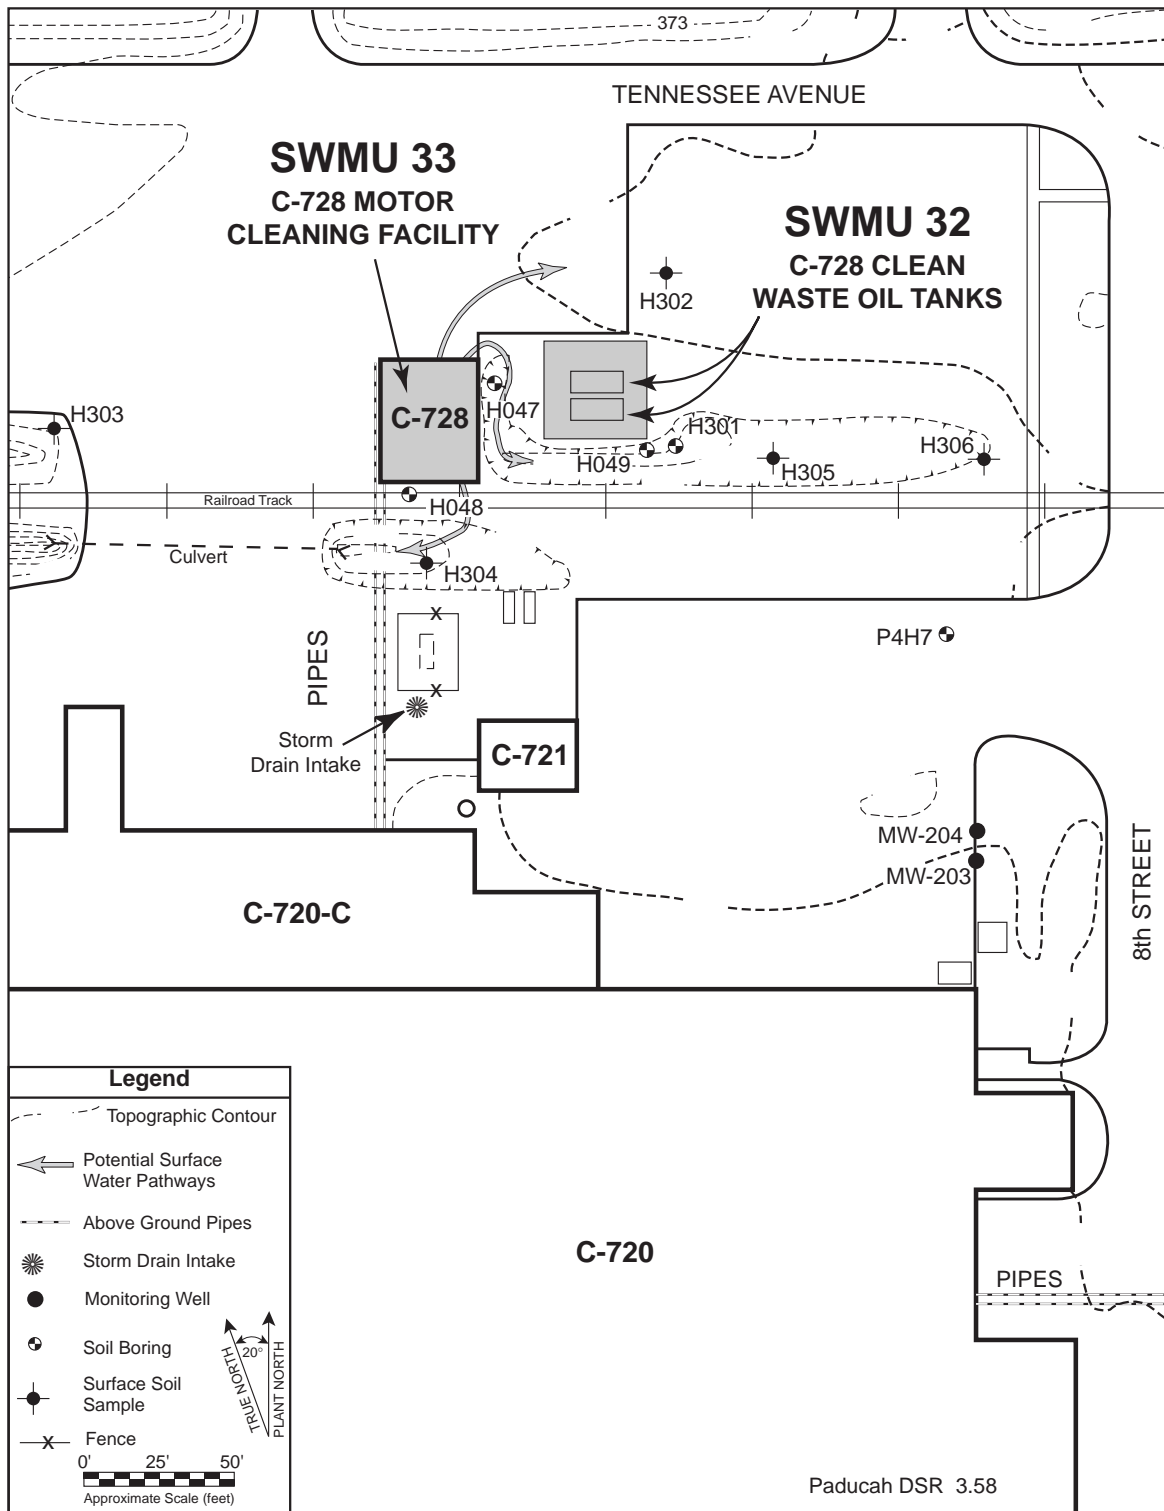 373
TENNESSEE AVENUE
SWMU 33
C-728 MOTOR
CLEANING FACILITY
SWMU 32
C-728 CLEAN
WASTE OIL TANKS
H302
H303
C-728
H047
H301
H049
H305
H306
Railroad Track
H048
Culvert
H304
X
P4H7
PIPES
X
Storm
Drain Intake
C-721
MW-204
MW-203
8th STREET
C-720-C
C-720
PIPES
Legend
Topographic Contour
Potential Surface
Water Pathways
Above Ground Pipes
Storm Drain Intake
Monitoring Well
Soil Boring
Surface Soil
Sample
X Fence
TRUE NORTH
20°
PLANT NORTH
0' 25' 50'
Approximate Scale (feet)
Paducah DSR 3.58